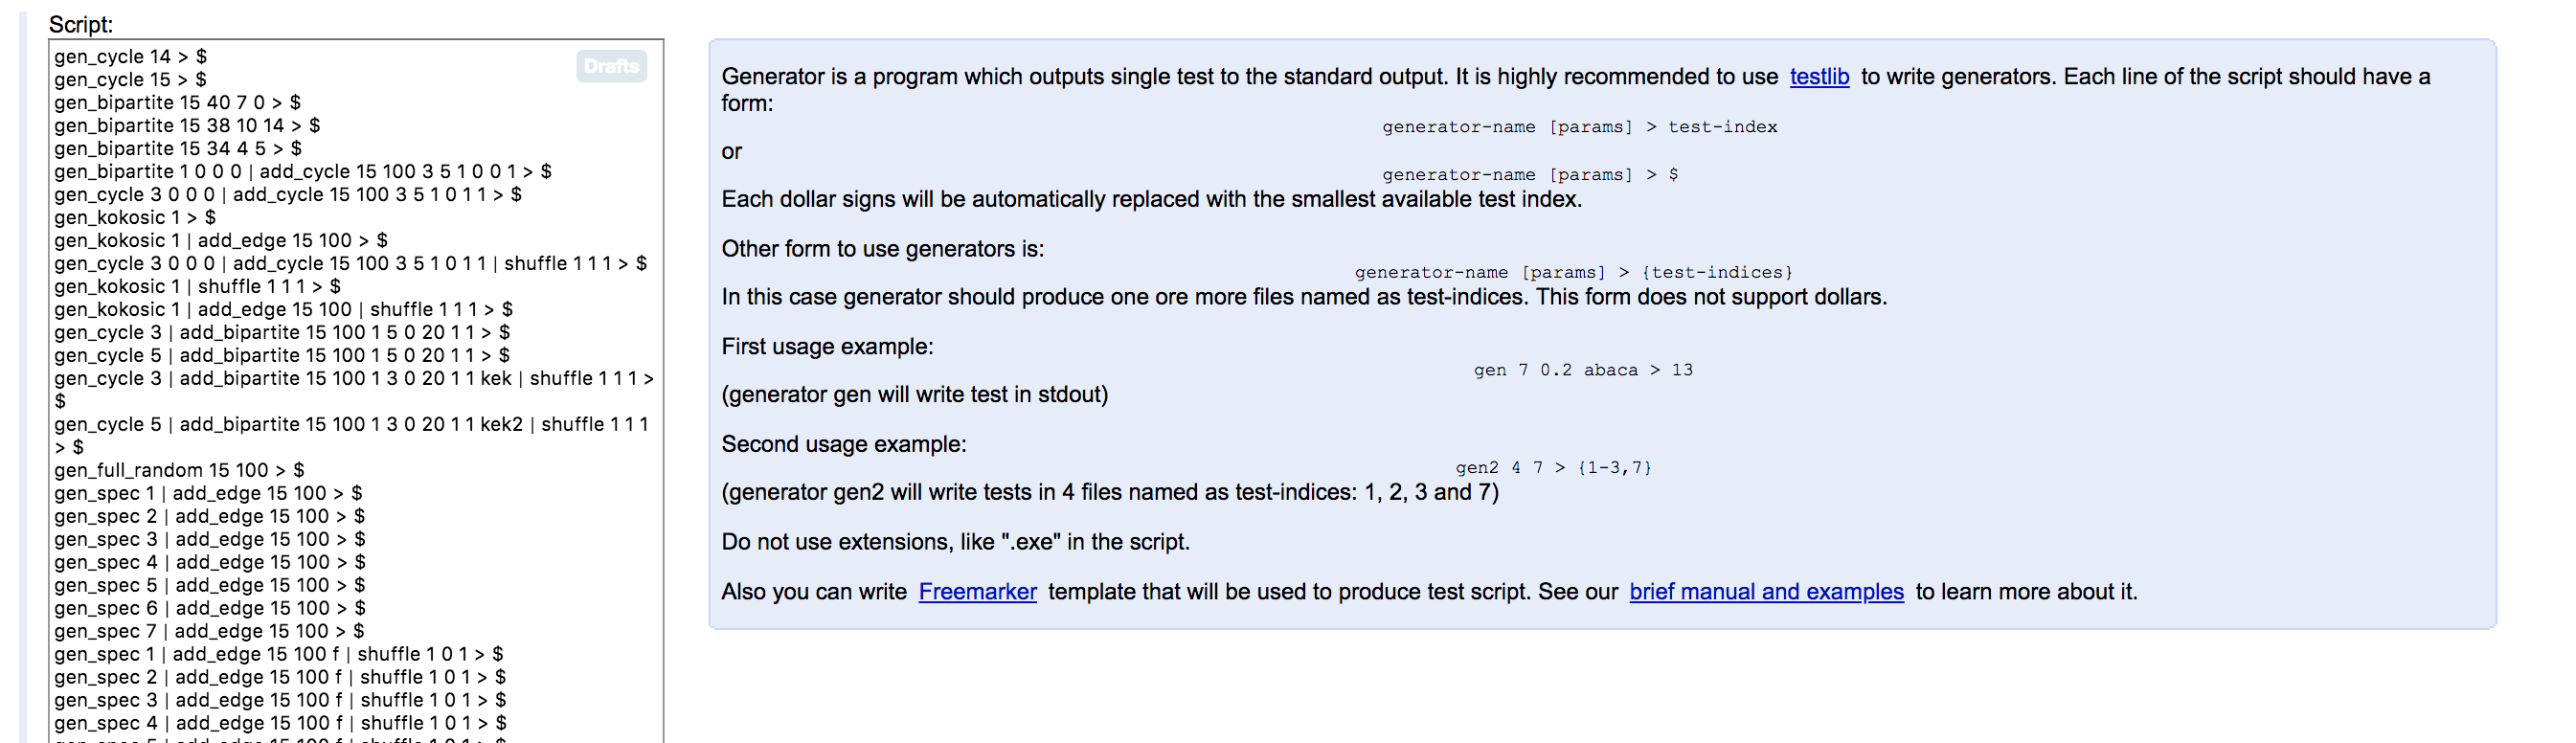 Script:
Drafts
gen_cycle 14 > $
gen_cycle 15 > $
gen_bipartite 15 40 7 0 > $
gen_bipartite 15 38 10 14 > $
gen_bipartite 15 34 4 5 > $
gen_bipartite 1 0 0 0 | add_cycle 15 100 3 5 1 0 0 1 > $
gen_cycle 3 0 0 0 | add_cycle 15 100 3 5 1 0 1 1 > $
gen_kokosic 1 > $
gen_kokosic 1 | add_edge 15 100 > $
gen_cycle 3 0 0 0 | add_cycle 15 100 3 5 1 0 1 1 | shuffle 1 1 1 > $
gen_kokosic 1 | shuffle 1 1 1 > $
gen_kokosic 1 | add_edge 15 100 | shuffle 1 1 1 > $
gen_cycle 3 | add_bipartite 15 100 1 5 0 20 1 1 > $
gen_cycle 5 | add_bipartite 15 100 1 5 0 20 1 1 > $
gen_cycle 3 | add_bipartite 15 100 1 3 0 20 1 1 kek | shuffle 1 1 1 >
$
gen_cycle 5 | add_bipartite 15 100 1 3 0 20 1 1 kek2 | shuffle 1 1 1
> $
gen_full_random 15 100 > $
gen_spec 1 | add_edge 15 100 > $
gen_spec 2 | add_edge 15 100 > $
gen_spec 3 | add_edge 15 100 > $
gen_spec 4 | add_edge 15 100 > $
gen_spec 5 | add_edge 15 100 > $
gen_spec 6 | add_edge 15 100 > $
gen_spec 7 | add_edge 15 100 > $
gen_spec 1 | add_edge 15 100 f | shuffle 1 0 1 > $
gen_spec 2 | add_edge 15 100 f | shuffle 1 0 1 > $
gen_spec 3 | add_edge 15 100 f | shuffle 1 0 1 > $
gen_spec 4 | add_edge 15 100 f | shuffle 1 0 1 > $
Generator is a program which outputs single test to the standard output. It is highly recommended to use testlib to write generators. Each line of the script should have a
form:
generator-name [params] > test-index
or
generator-name [params] > $
Each dollar signs will be automatically replaced with the smallest available test index.
Other form to use generators is:
generator-name [params] > {test-indices}
In this case generator should produce one ore more files named as test-indices. This form does not support dollars.
First usage example:
gen 7 0.2 abaca > 13
(generator gen will write test in stdout)
Second usage example:
gen2 4 7 > {1-3,7}
(generator gen2 will write tests in 4 files named as test-indices: 1, 2, 3 and 7)
Do not use extensions, like ".exe" in the script.
Also you can write Freemarker template that will be used to produce test script. See our brief manual and examples to learn more about it.